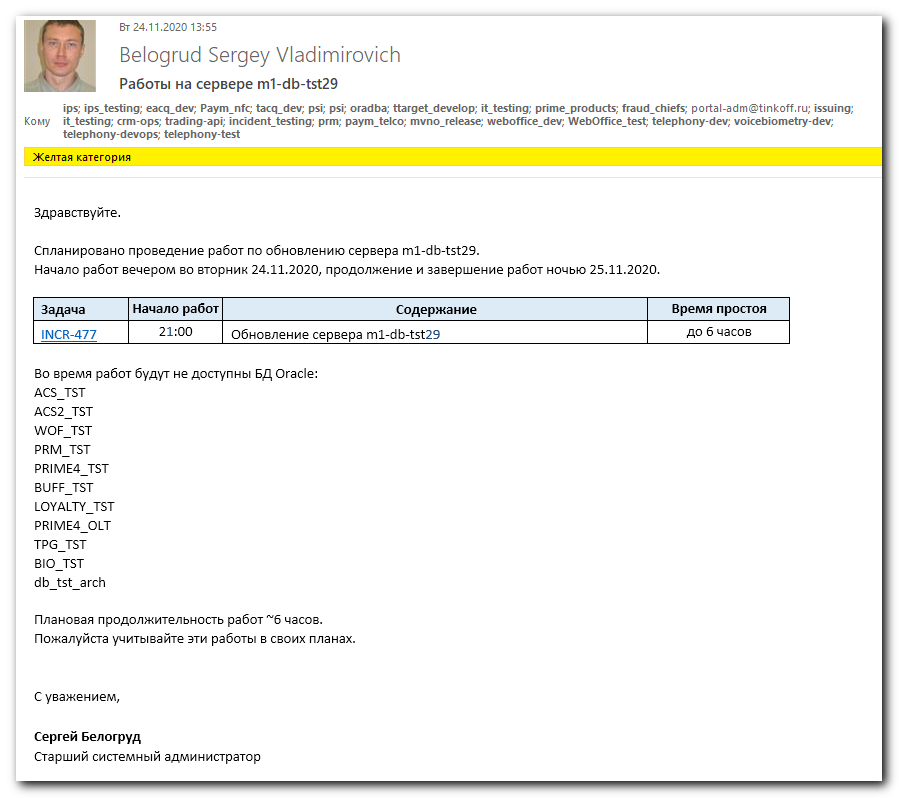 Вт 24.11.2020 13:55
Belogrud Sergey Vladimirovich
Работы на сервере m1-db-tst29
Кому
ips; ips_testing; eacq_dev; Paym_nfc; tacq_dev; psi; psi; oradba; ttarget_develop; it_testing; prime_products; fraud_chiefs; portal-adm@tinkoff.ru; issuing;
it_testing; crm-ops; trading-api; incident_testing; prm; paym_telco; mvno_release; weboffice_dev; WebOffice_test; telephony-dev; voicebiometry-dev;
telephony-devops; telephony-test
Желтая категория
Здравствуйте.
Спланировано проведение работ по обновлению сервера m1-db-tst29.
Начало работ вечером во вторник 24.11.2020, продолжение и завершение работ ночью 25.11.2020.
Задача Начало работ Содержание Время простоя
INCR-477 21:00 Обновление сервера m1-db-tst29 до 6 часов
Во время работ будут не доступны БД Oracle:
ACS_TST
ACS2_TST
WOF_TST
PRM_TST
PRIME4_TST
BUFF_TST
LOYALTY_TST
PRIME4_OLT
TPG_TST
BIO_TST
db_tst_arch
Плановая продолжительность работ ~6 часов.
Пожалуйста учитывайте эти работы в своих планах.
С уважением,
Сергей Белогруд
Старший системный администратор